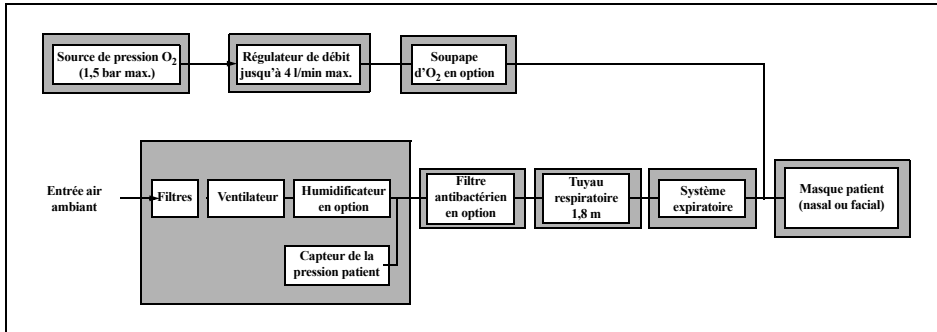 Source de pression O₂
(1,5 bar max.)
Régulateur de débit
jusqu'à 4 l/min max.
Soupape
d'O₂ en option
Entrée air
ambiant
Filtres
Ventilateur
Humidificateur
en option
Capteur de la
pression patient
Filtre
antibactérien
en option
Tuyau
respiratoire
1,8 m
Système
expiratoire
Masque patient
(nasal ou facial)